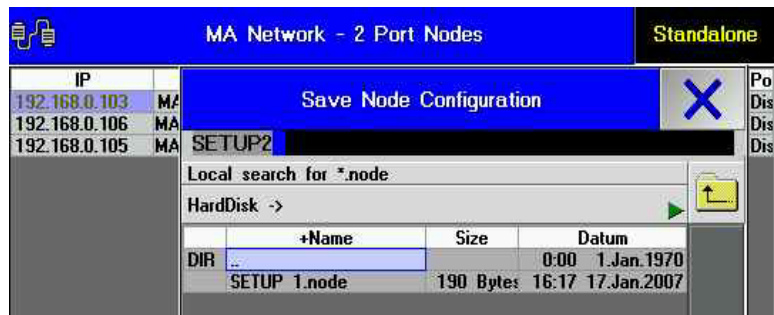 MA Network - 2 Port Nodes
Standalone
IP
Po
192.168.0.103 MA Dis
192.168.0.106 MA Dis
192.168.0.105 MA Dis
Save Node Configuration
SETUP2
Local search for *.node
HardDisk ->
+Name Size Datum
DIR .. 0:00 1.Jan.1970
SETUP 1.node 190 Bytes 16:17 17.Jan.2007